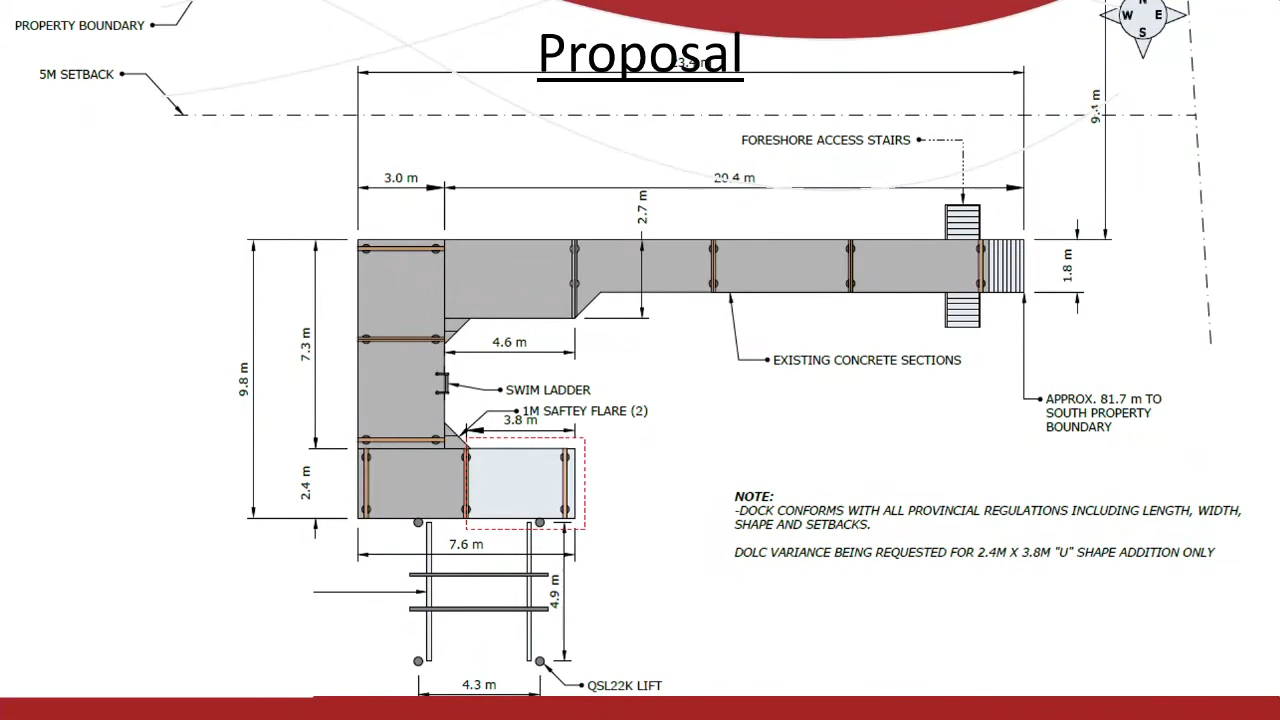 PROPERTY BOUNDARY
N
W E
S
Proposal
5M SETBACK
9.4 m
FORESHORE ACCESS STAIRS
3.0 m
20.4 m
2.7 m
1.8 m
7.3 m
9.8 m
4.6 m
EXISTING CONCRETE SECTIONS
SWIM LADDER
1M SAFTEY FLARE (2)
3.8 m
APPROX. 81.7 m TO
SOUTH PROPERTY
BOUNDARY
2.4 m
NOTE:
-DOCK CONFORMS WITH ALL PROVINCIAL REGULATIONS INCLUDING LENGTH, WIDTH,
SHAPE AND SETBACKS.
7.6 m
DOLC VARIANCE BEING REQUESTED FOR 2.4M X 3.8M "U" SHAPE ADDITION ONLY
4.9 m
4.3 m
QSL22K LIFT